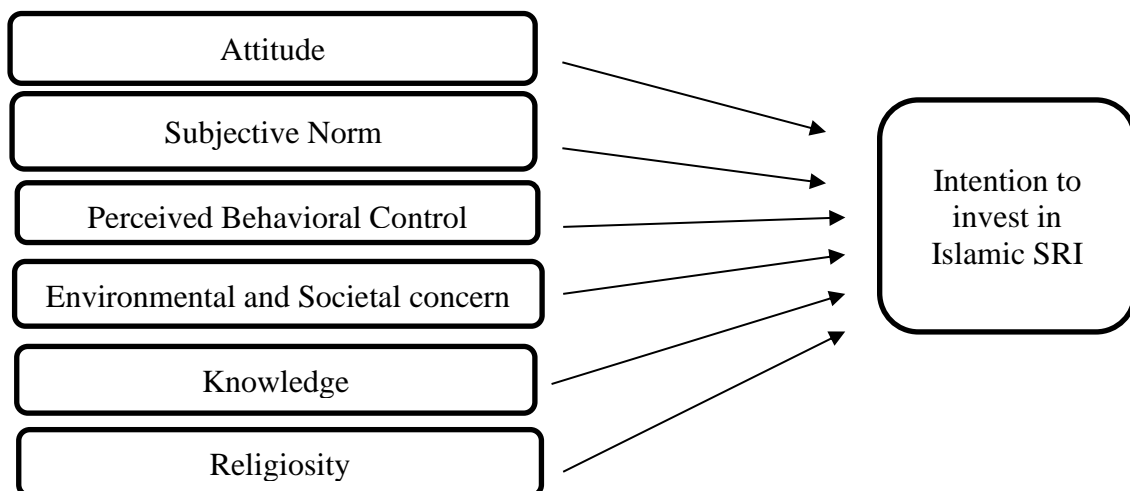 Attitude
Subjective Norm
Perceived Behavioral Control
Environmental and Societal concern
Knowledge
Religiosity
Intention to
invest in
Islamic SRI